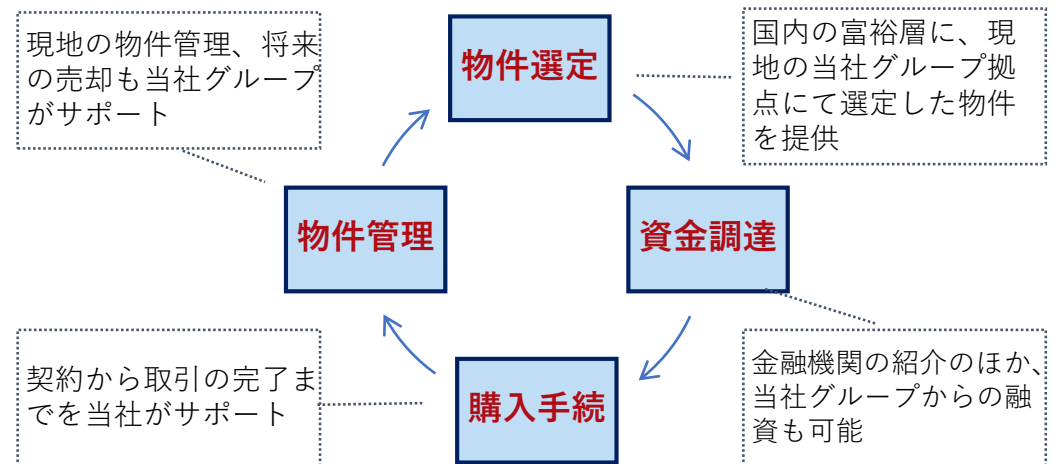 現地の物件管理、将来
の売却も当社グループ
がサポート
物件選定
国内の富裕層に、現
地の当社グループ拠
点にて選定した物件
を提供
物件管理
資金調達
契約から取引の完了ま
でを当社がサポート
購入手続
金融機関の紹介のほか、
当社グループからの融
資も可能